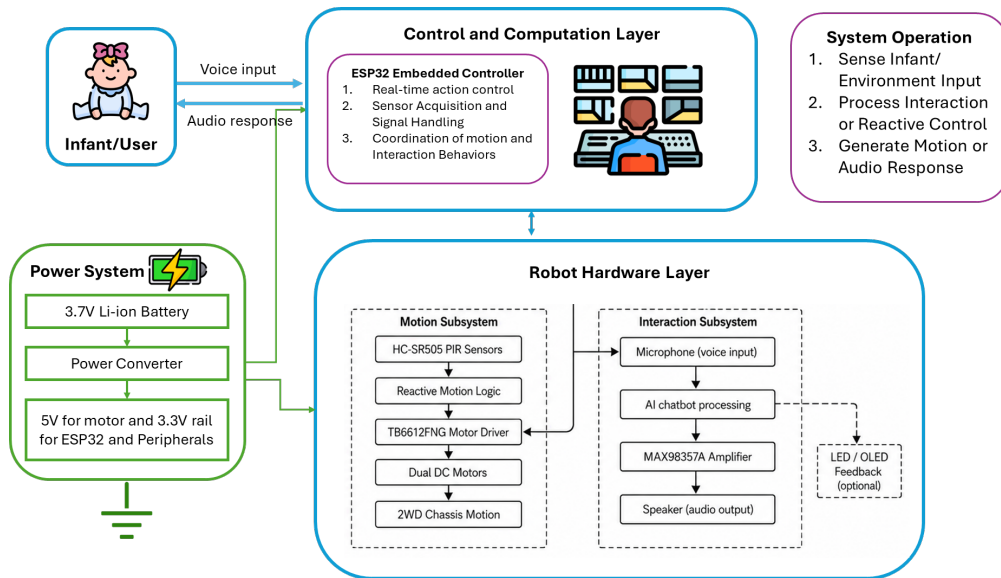 Infant/User
Voice input
Audio response
Control and Computation Layer
ESP32 Embedded Controller
1. Real-time action control
2. Sensor Acquisition and
Signal Handling
3. Coordination of motion and
Interaction Behaviors
System Operation
1. Sense Infant/
Environment Input
2. Process Interaction
or Reactive Control
3. Generate Motion or
Audio Response
Power System
3.7V Li-ion Battery
Power Converter
5V for motor and 3.3V rail
for ESP32 and Peripherals
Robot Hardware Layer
Motion Subsystem
HC-SR505 PIR Sensors
Reactive Motion Logic
TB6612FNG Motor Driver
Dual DC Motors
2WD Chassis Motion
Interaction Subsystem
Microphone (voice input)
AI chatbot processing
MAX98357A Amplifier
Speaker (audio output)
LED / OLED
Feedback
(optional)